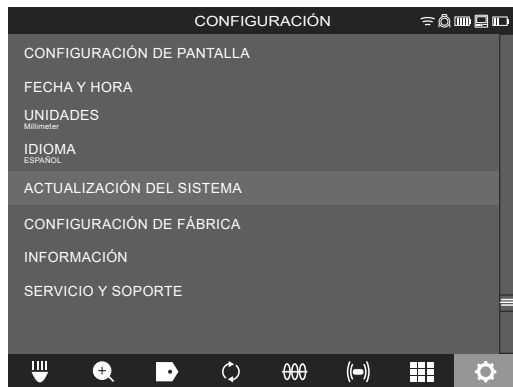 CONFIGURACIÓN
CONFIGURACIÓN DE PANTALLA
FECHA Y HORA
UNIDADES
Millimeter
IDIOMA
ESPAÑOL
ACTUALIZACIÓN DEL SISTEMA
CONFIGURACIÓN DE FÁBRICA
INFORMACIÓN
SERVICIO Y SOPORTE